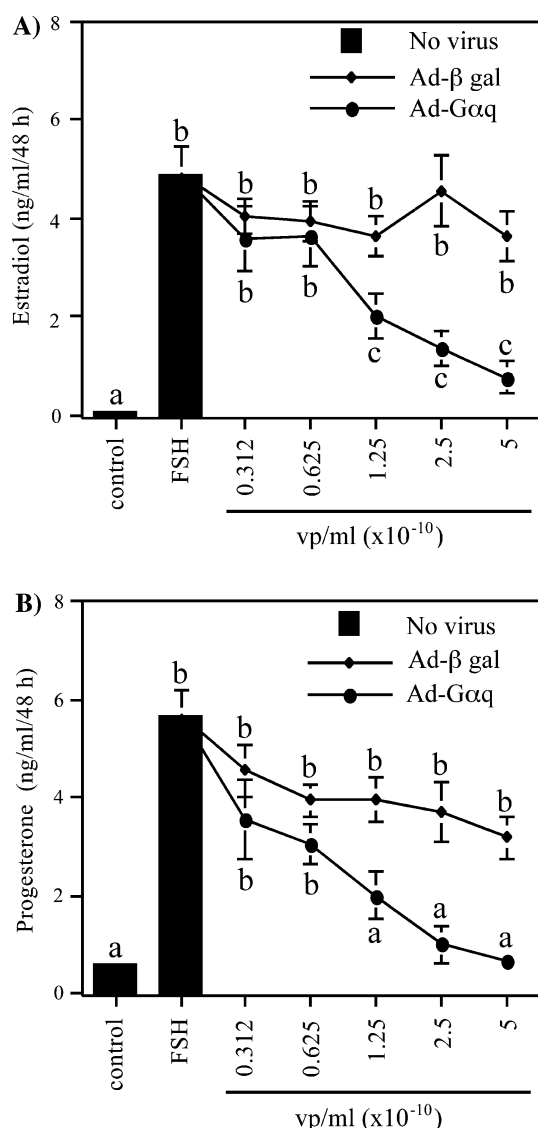 A)
8
No virus
Ad-β gal
Ad-Gαq
6
b
b b b b
4
b b b b
2
c c c
a
0
Estradiol (ng/ml/48 h)
control FSH 0.312 0.625 1.25 2.5 5
vp/ml (x10-10)
B)
8
No virus
Ad-β gal
Ad-Gαq
b
6
b b b b b
4
b b a a a
2
a
0
Progesterone (ng/ml/48 h)
control FSH 0.312 0.625 1.25 2.5 5
vp/ml (x10-10)